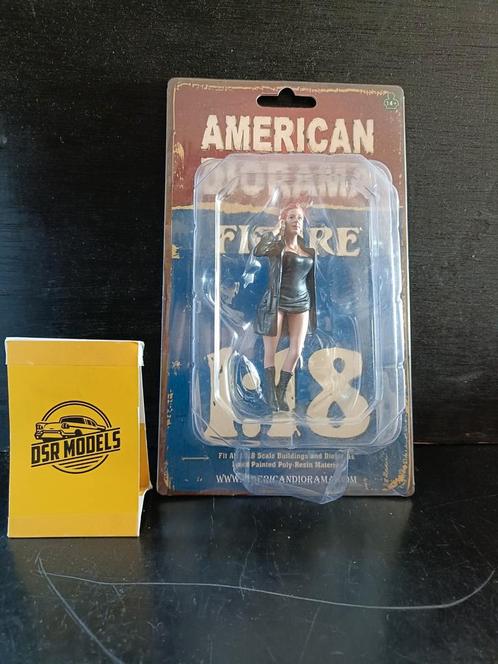 14+
AMERICAN
DIORAMA
FIGURE
1:18
Fit All 1:18 Scale Buildings and Dioramas
Hand Painted Poly-Resin Material
WWW.AMERICANDIORAMA.COM
DSR MODELS